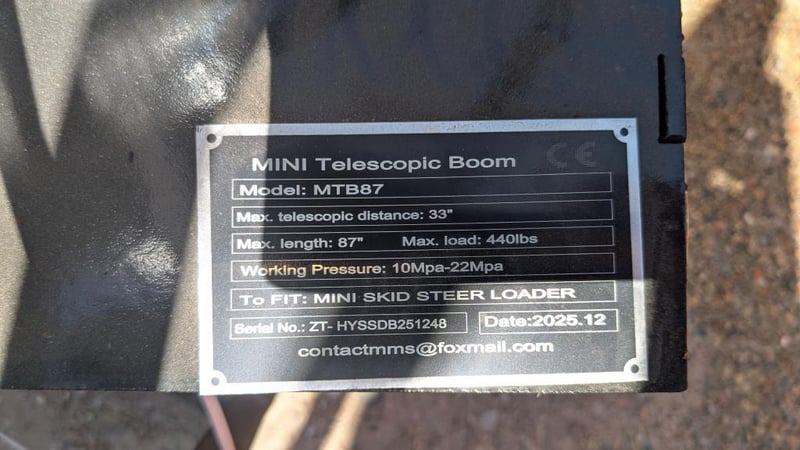 MINI Telescopic Boom CE
Model: MTB87
Max. telescopic distance: 33"
Max. length: 87" Max. load: 440lbs
Working Pressure: 10Mpa-22Mpa
To FIT: MINI SKID STEER LOADER
Serial No.: ZT- HYSSDB251248 Date:2025.12
contactmms@foxmail.com